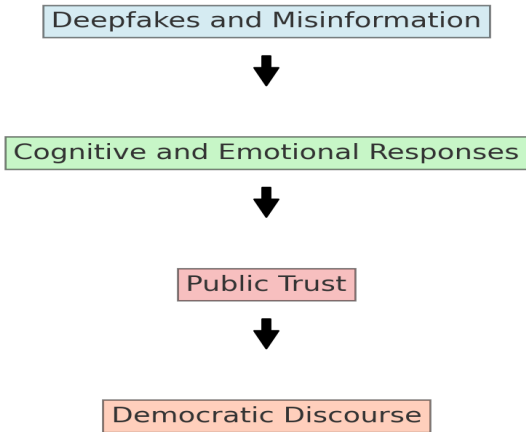 Deepfakes and Misinformation
Cognitive and Emotional Responses
Public Trust
Democratic Discourse